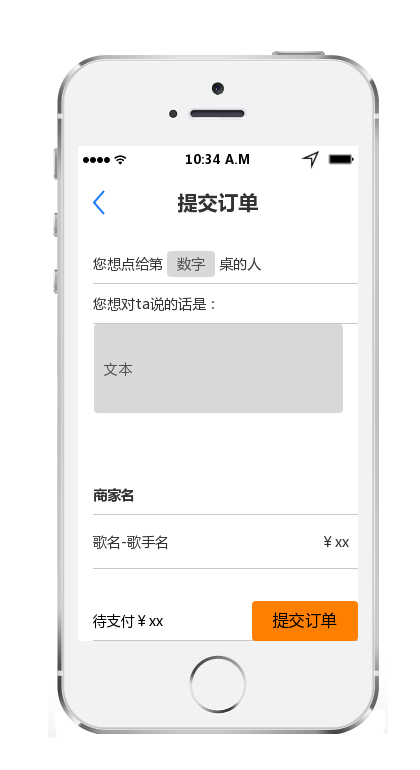 10:34 A.M
提交订单
您想点给第 数字 桌的人
您想对ta说的话是：
文本
商家名
歌名-歌手名 ￥xx
待支付￥xx 提交订单